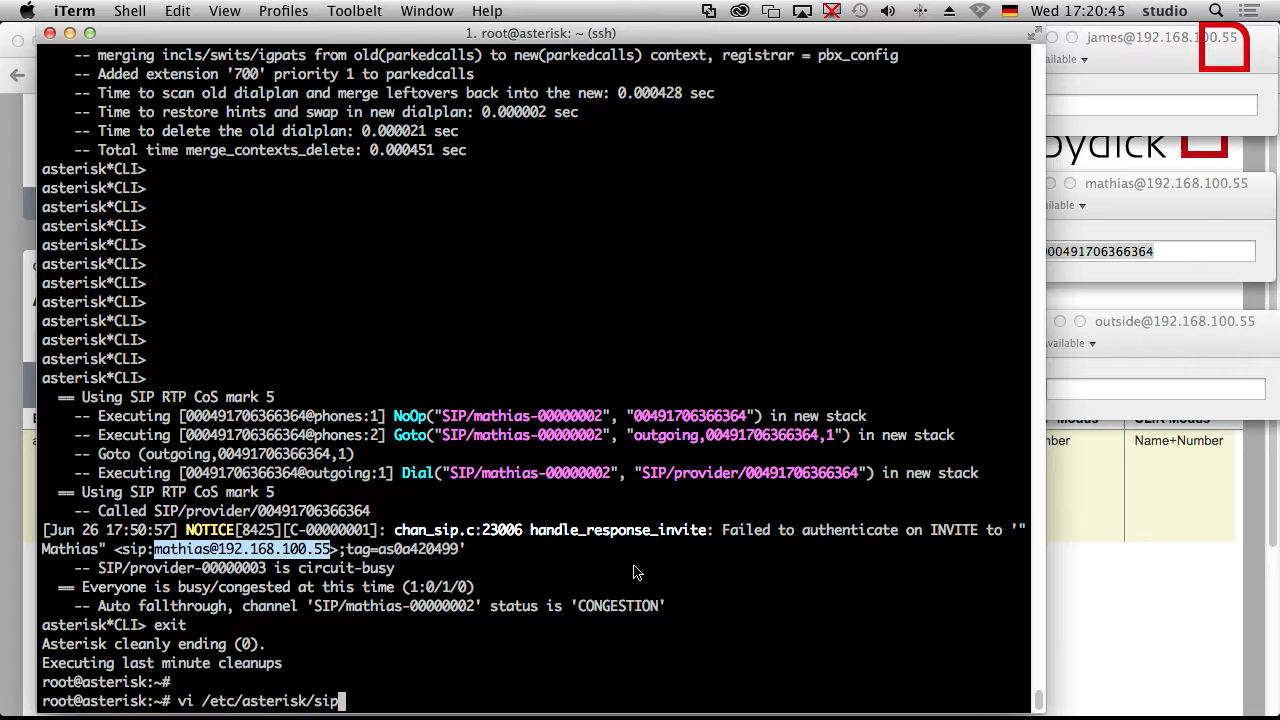 iTerm Shell Edit View Profiles Toolbelt Window Help Wed 17:20:45 studio
1. root@asterisk: ~ (ssh)
-- merging incls/swits/igpats from old(parkedcalls) to new(parkedcalls) context, registrar = pbx_config
-- Added extension '700' priority 1 to parkedcalls
-- Time to scan old dialplan and merge leftovers back into the new: 0.000428 sec
-- Time to restore hints and swap in new dialplan: 0.000002 sec
-- Time to delete the old dialplan: 0.000021 sec
-- Total time merge_contexts_delete: 0.000451 sec
asterisk*CLI>
asterisk*CLI>
asterisk*CLI>
asterisk*CLI>
asterisk*CLI>
asterisk*CLI>
asterisk*CLI>
asterisk*CLI>
asterisk*CLI>
asterisk*CLI>
asterisk*CLI>
asterisk*CLI>
== Using SIP RTP CoS mark 5
-- Executing [000491706366364@phones:1] NoOp("SIP/mathias-00000002", "00491706366364") in new stack
-- Executing [000491706366364@phones:2] Goto("SIP/mathias-00000002", "outgoing,00491706366364,1") in new stack
-- Goto (outgoing,00491706366364,1)
-- Executing [00491706366364@outgoing:1] Dial("SIP/mathias-00000002", "SIP/provider/00491706366364") in new stack
== Using SIP RTP CoS mark 5
-- Called SIP/provider/00491706366364
[Jun 26 17:50:57] NOTICE[8425][C-00000001]: chan_sip.c:23006 handle_response_invite: Failed to authenticate on INVITE to '"
Mathias" <sip:mathias@192.168.100.55>;tag=as0a420499'
-- SIP/provider-00000003 is circuit-busy
== Everyone is busy/congested at this time (1:0/1/0)
-- Auto fallthrough, channel 'SIP/mathias-00000002' status is 'CONGESTION'
asterisk*CLI> exit
Asterisk cleanly ending (0).
Executing last minute cleanups
root@asterisk:~#
root@asterisk:~# vi /etc/asterisk/sip
james@192.168.100.55
ailable
bydick
mathias@192.168.100.55
ailable
000491706366364
outside@192.168.100.55
vailable
Name+Number